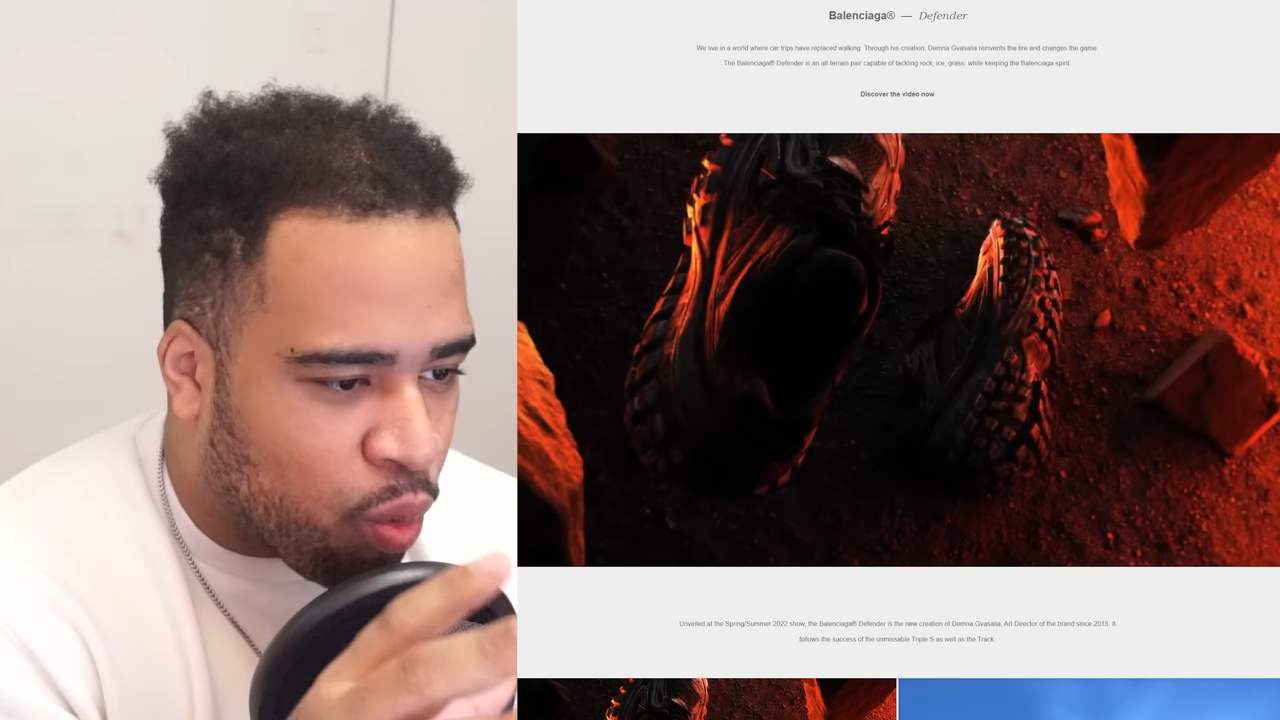 Balenciaga® — Defender
We live in a world where car trips have replaced walking. Through his creation, Demna Gvasalia reinvents the tire and changes the game
The Balenciaga® Defender is an all-terrain pair capable of tackling rock, ice, grass, while keeping the Balenciaga spirit.
Discover the video now
Unveiled at the Spring/Summer 2022 show, the Balenciaga® Defender is the new creation of Demna Gvasalia, Art Director of the brand since 2015. It
follows the success of the unmissable Triple S as well as the Track